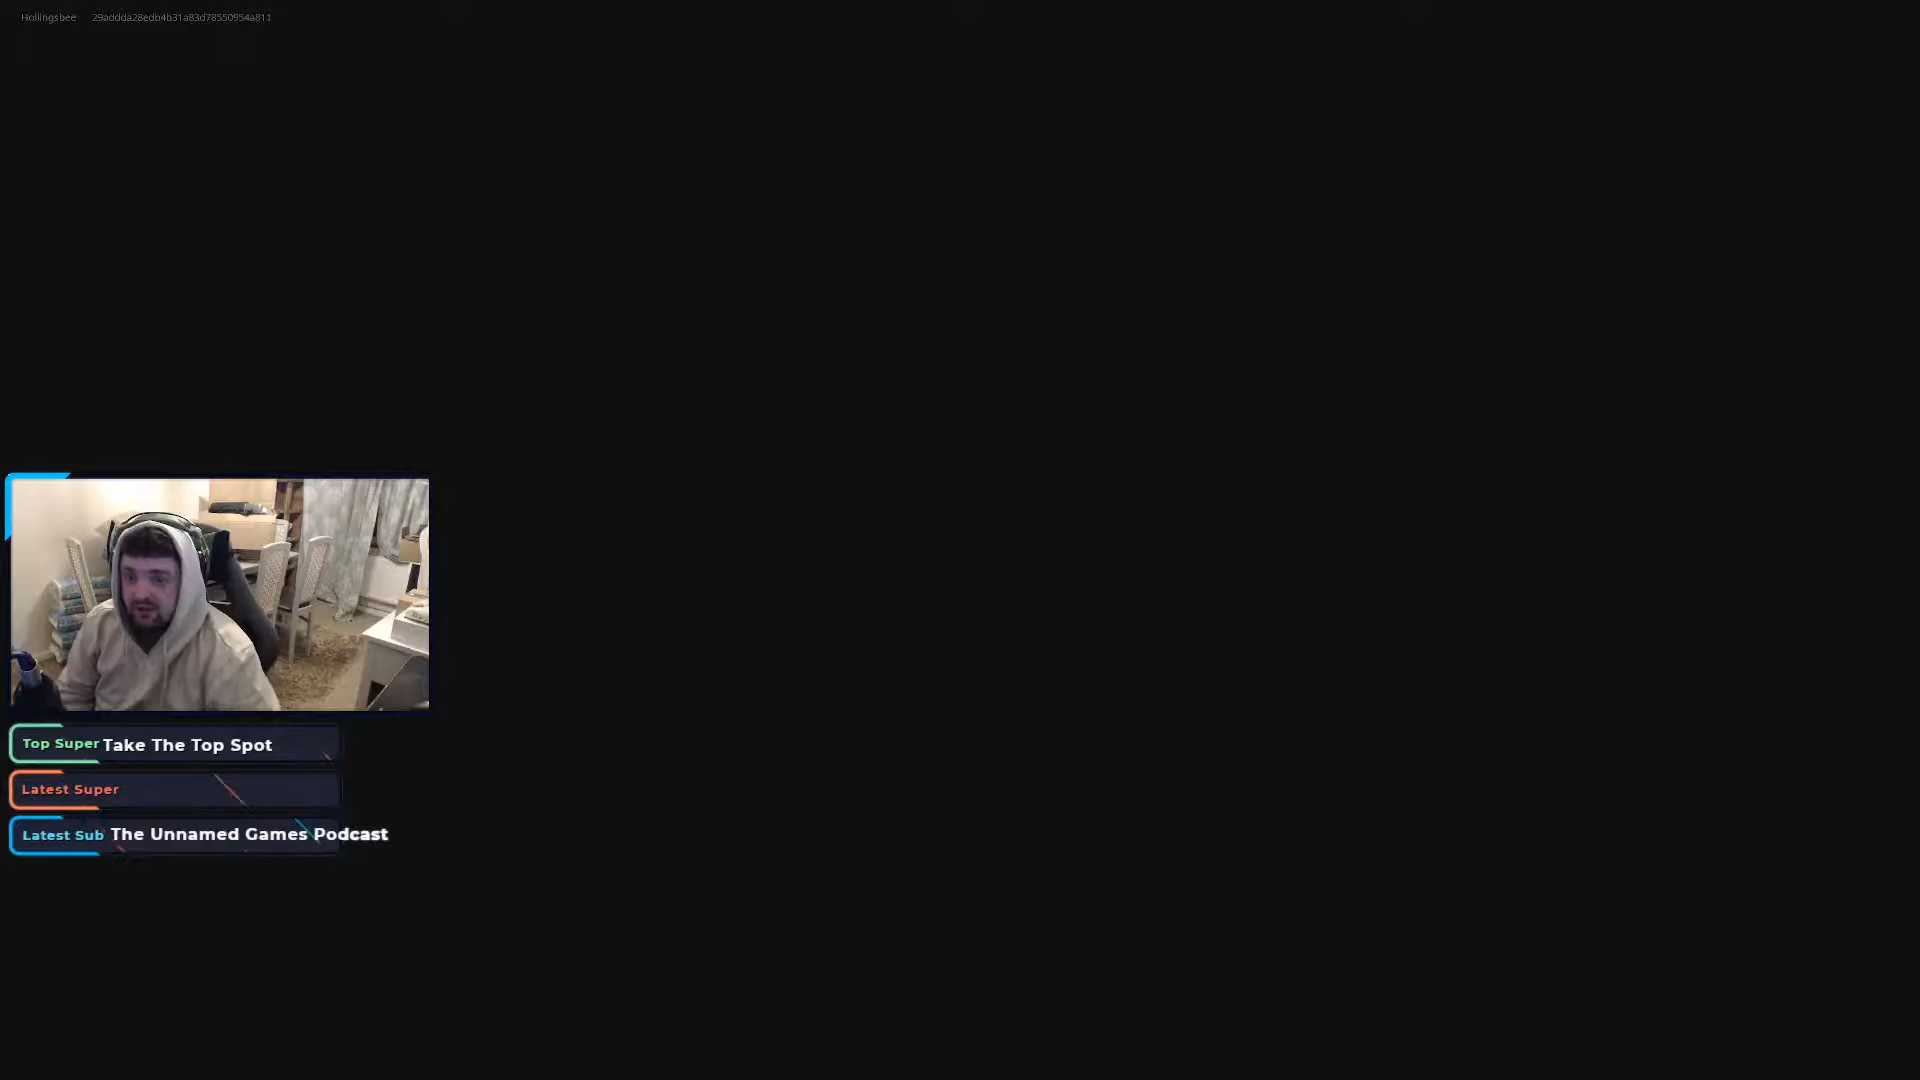 Hollingsbee 29addda28edb4b31a83d78550954a811
Top Super Take The Top Spot
Latest Super
Latest Sub The Unnamed Games Podcast